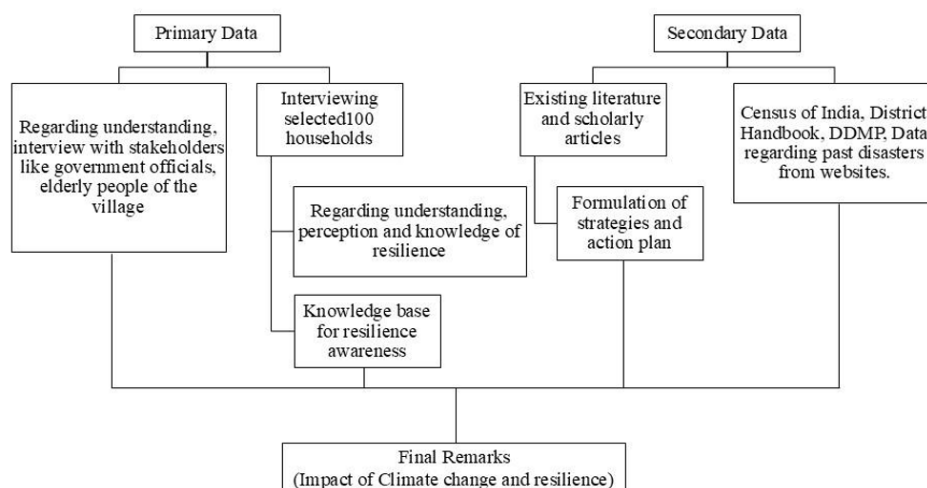 Primary Data
Secondary Data
Regarding understanding,
interview with stakeholders
like government officials,
elderly people of the
village
Interviewing
selected100
households
Regarding understanding,
perception and knowledge of
resilience
Knowledge base
for resilience
awareness
Existing literature
and scholarly
articles
Formulation of
strategies and
action plan
Census of India, District
Handbook, DDMP, Data
regarding past disasters
from websites.
Final Remarks
(Impact of Climate change and resilience)